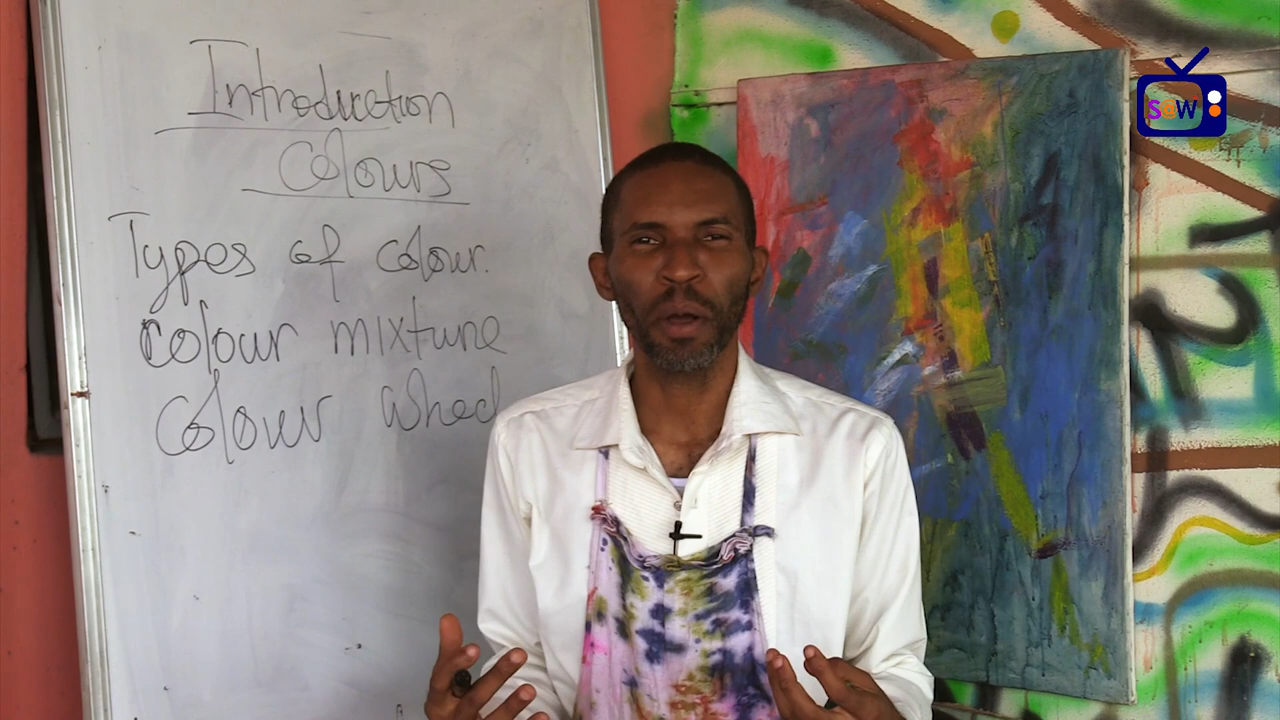 Introduction
Colours
Types of colour.
colour mixture
colour wheel
S@W